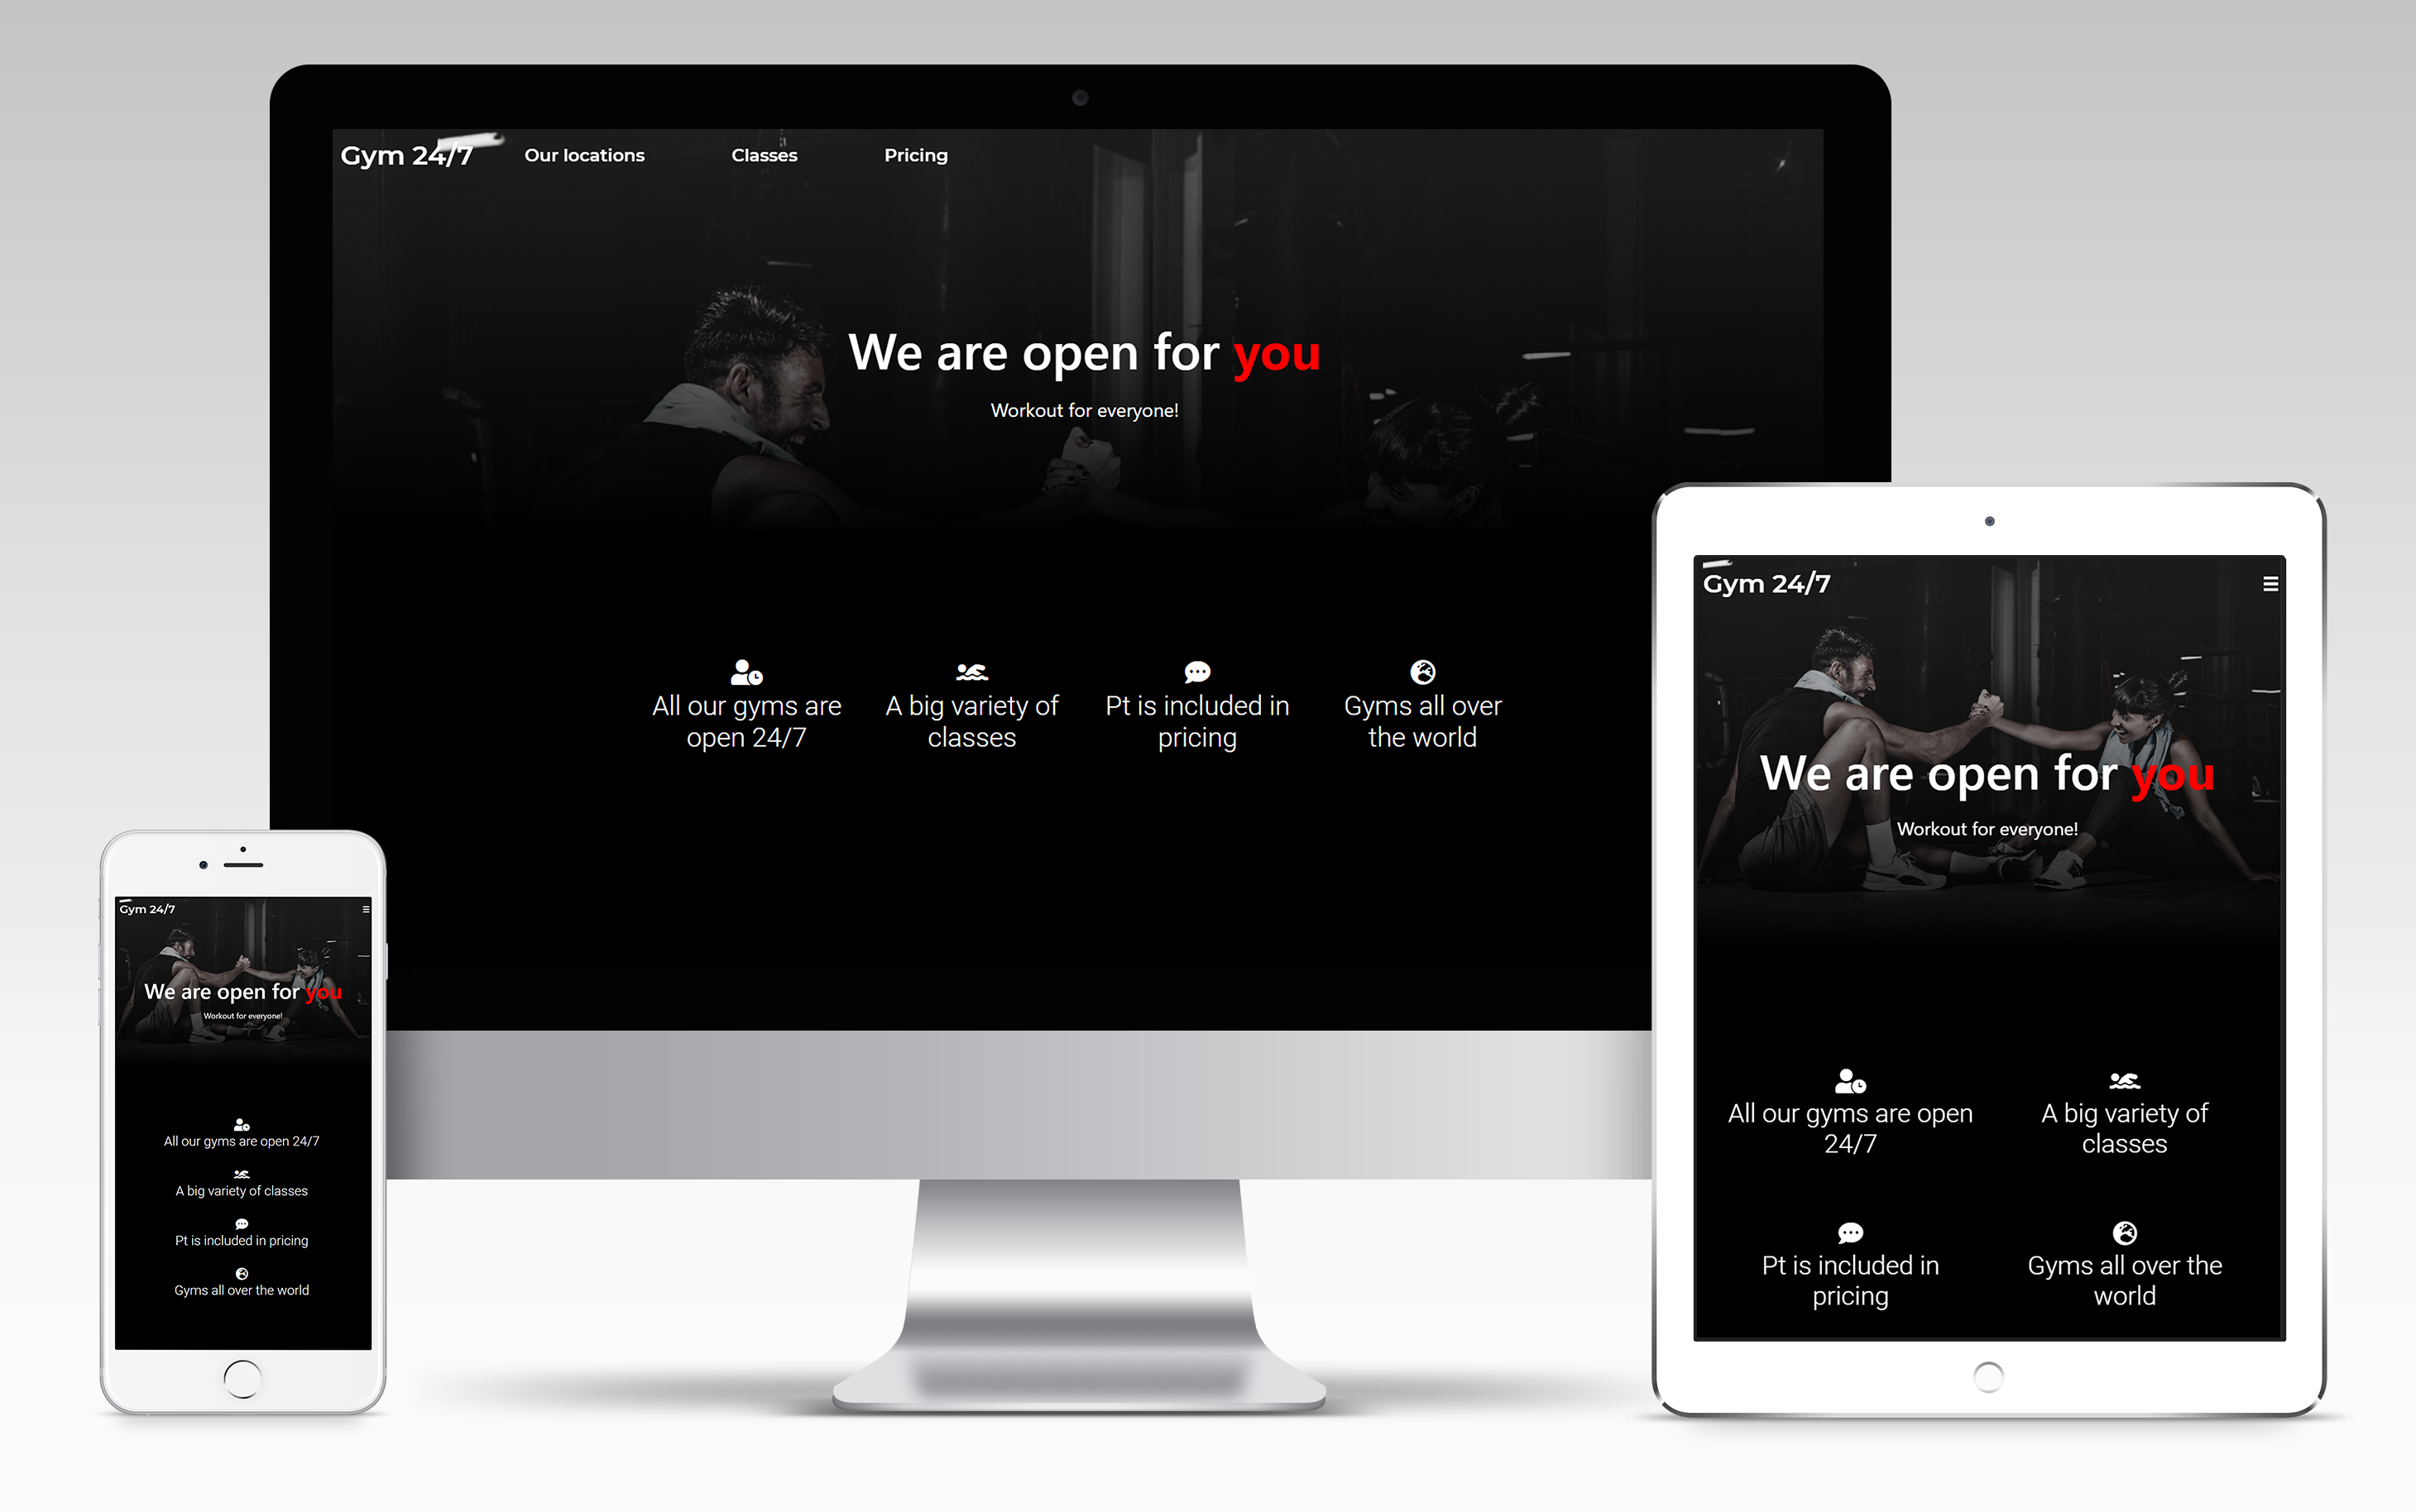 Gym 24/7 Our locations Classes Pricing
We are open for you
Workout for everyone!
All our gyms are
open 24/7
A big variety of
classes
Pt is included in
pricing
Gyms all over
the world
Gym 24/7
We are open for you
Workout for everyone!
All our gyms are open 24/7
A big variety of classes
Pt is included in pricing
Gyms all over the world
Gym 24/7
We are open for you
Workout for everyone!
All our gyms are open
24/7
A big variety of
classes
Pt is included in
pricing
Gyms all over the
world